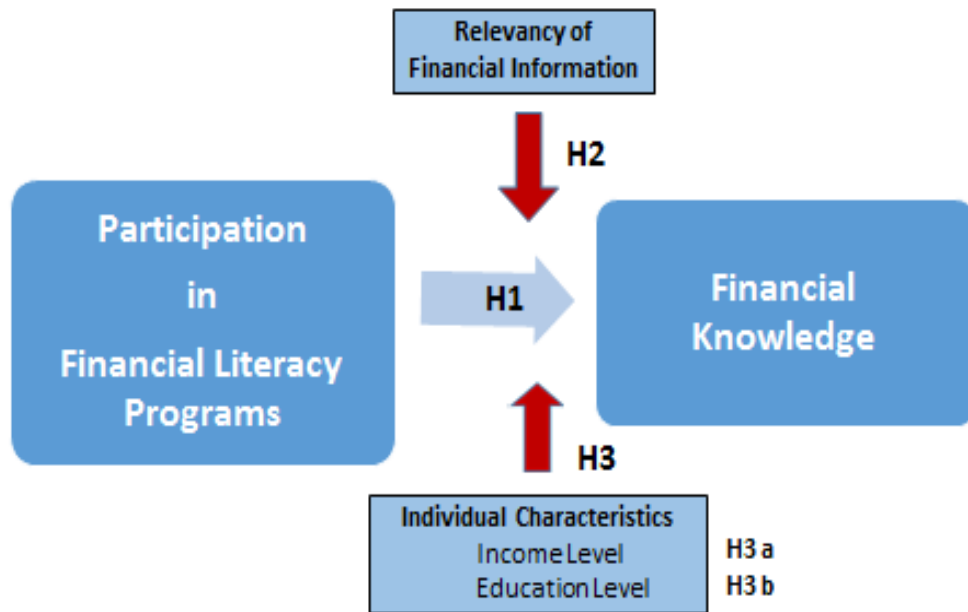 Relevancy of
Financial Information
H2
Participation
in
Financial Literacy
Programs
H1
Financial
Knowledge
H3
Individual Characteristics
Income Level
H3 a
Education Level
H3 b